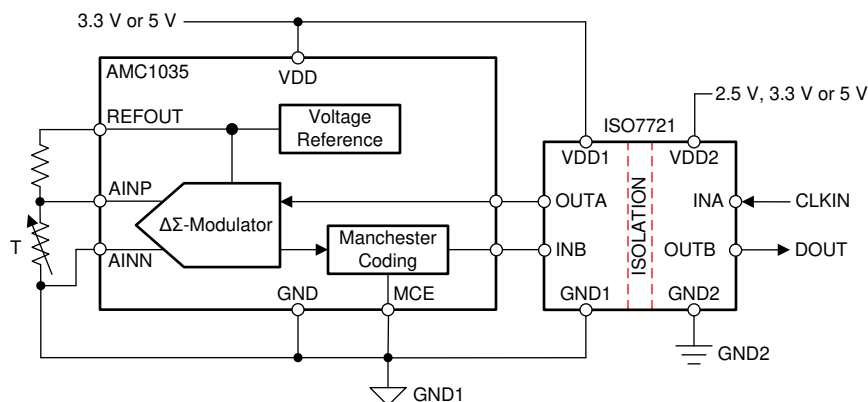 3.3 V or 5 V
AMC1035
VDD
2.5 V, 3.3 V or 5 V
REFOUT
Voltage
Reference
ISO7721
VDD1
VDD2
AINP
OUTA
INA
CLKIN
ΔΣ-Modulator
ISOLATION
T
Manchester
Coding
INB
OUTB
DOUT
AINN
GND
MCE
GND1
GND2
GND2
GND1